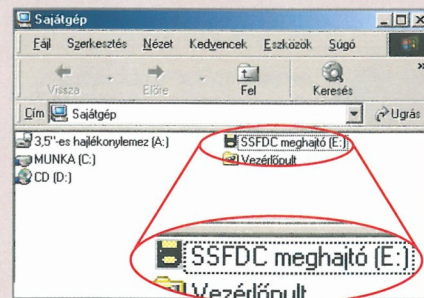 Sajátgép
Fájl Szerkesztés Nézet Kedvencek Eszközök Súgó
Vissza Előre Fel Keresés »
Cím Sajátgép Ugrás
3,5''-es hajlékonylemez (A:)
MUNKA (C:)
CD (D:)
SSFDC meghajtó (E:)
Vezérlőpult
SSFDC meghajtó (E:)
Vezérlőpult